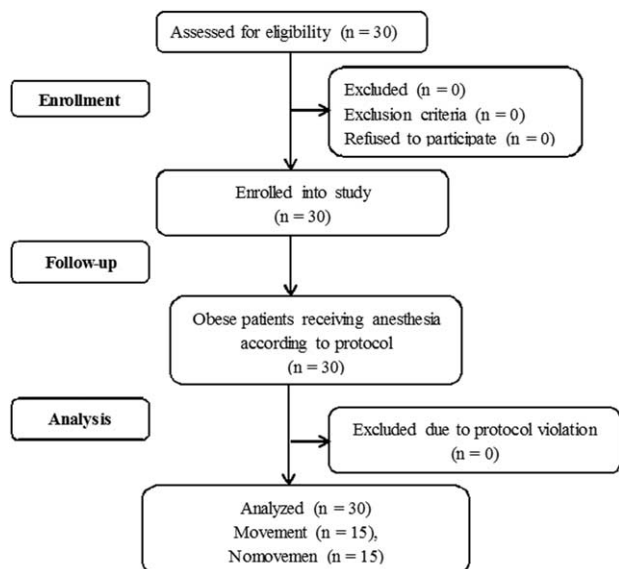 Assessed for eligibility (n = 30)
Enrollment
Excluded (n = 0)
Exclusion criteria (n = 0)
Refused to participate (n = 0)
Enrolled into study
(n = 30)
Follow-up
Obese patients receiving anesthesia
according to protocol
(n = 30)
Analysis
Excluded due to protocol violation
(n = 0)
Analyzed (n = 30)
Movement (n = 15),
Nomovemen (n = 15)